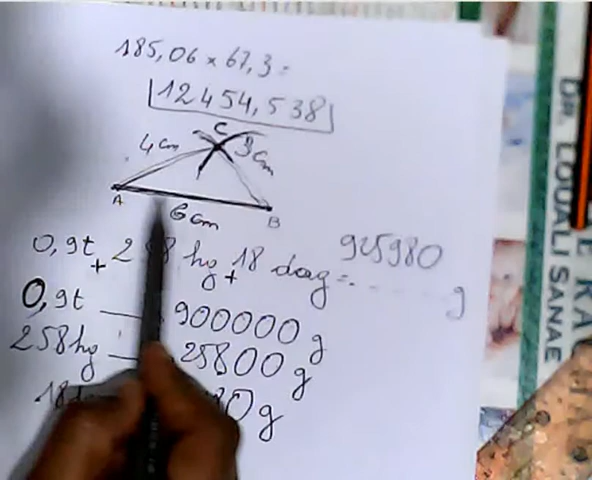 185,06 × 67,3 =
12454,538
C
4cm
3cm
A
6cm
B
0,9t + 258 hg + 18 dag = ...... g
925980
0,9t — 900000 g
258hg — 25800 g
g
DR. LOUALI SANAE